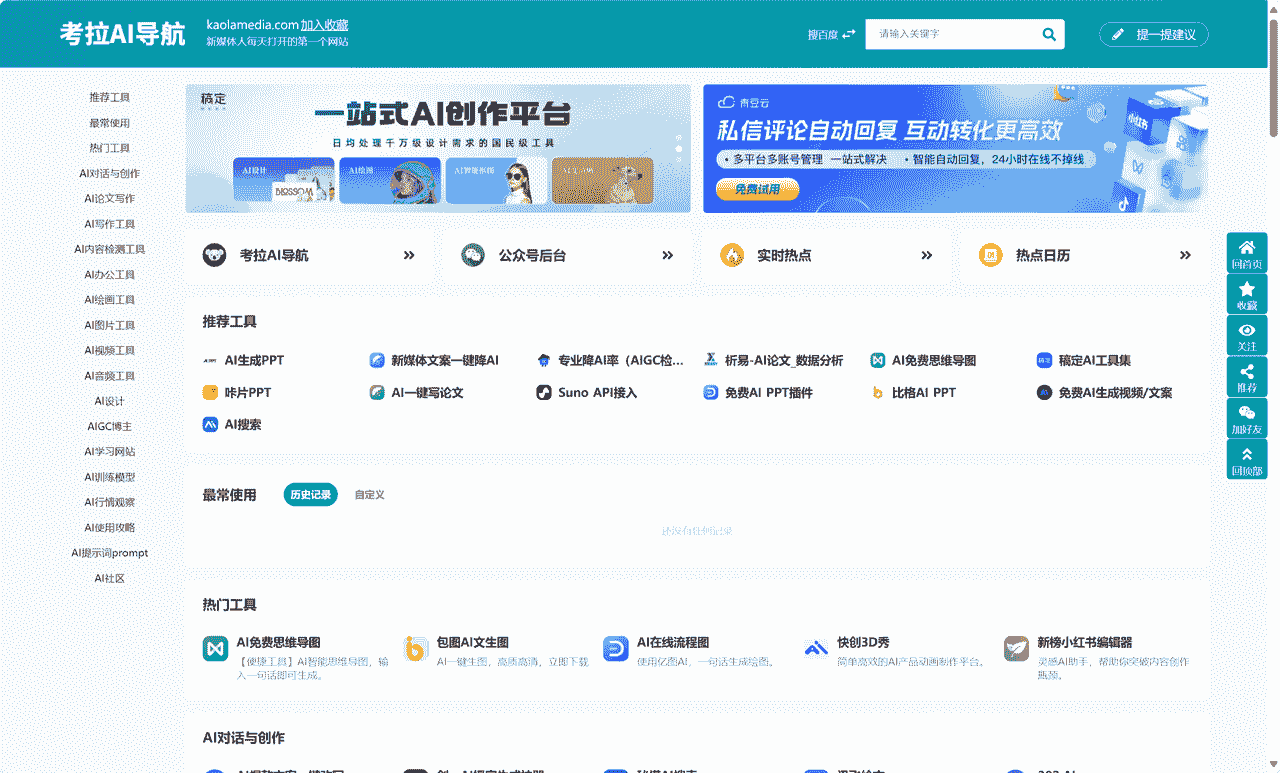 考拉AI导航
kaolamedia.com 加入收藏
新媒体人每天打开的第一个网站
搜百度
请输入关键字
提一提建议
推荐工具
最常使用
热门工具
AI对话与创作
AI论文写作
AI写作工具
AI内容检测工具
AI办公工具
AI绘画工具
AI图片工具
AI视频工具
AI音频工具
AI设计
AIGC博主
AI学习网站
AI训练模型
AI行情观察
AI使用攻略
AI提示词prompt
AI社区
稿定
一站式AI创作平台
日均处理千万级设计需求的国民级工具
AI设计
AI绘图
BLOSSOM
青豆云
私信评论自动回复 互动转化更高效
·多平台多账号管理 一站式解决 ·智能自动回复，24小时在线不掉线
免费试用
小红书
考拉AI导航
公众号后台
实时热点
热点日历
推荐工具
AI生成PPT
新媒体文案一键降AI
专业降AI率（AIGC检...
析易-AI论文_数据分析
AI免费思维导图
稿定AI工具集
咔片PPT
AI一键写论文
Suno API接入
免费AI PPT插件
比格AI PPT
免费AI生成视频/文案
AI搜索
最常使用
历史记录
自定义
还没有任何记录
热门工具
AI免费思维导图
【便捷工具】AI智能思维导图，输
入一句话即可生成。
包图AI文生图
AI一键生图，高质高清，立即下载
AI在线流程图
使用亿图AI，一句话生成绘图。
快创3D秀
简单高效的AI产品动画制作平台。
新榜小红书编辑器
灵感AI助手，帮助你突破内容创作
瓶颈。
AI对话与创作
回首页
收藏
关注
推荐
加好友
回顶部